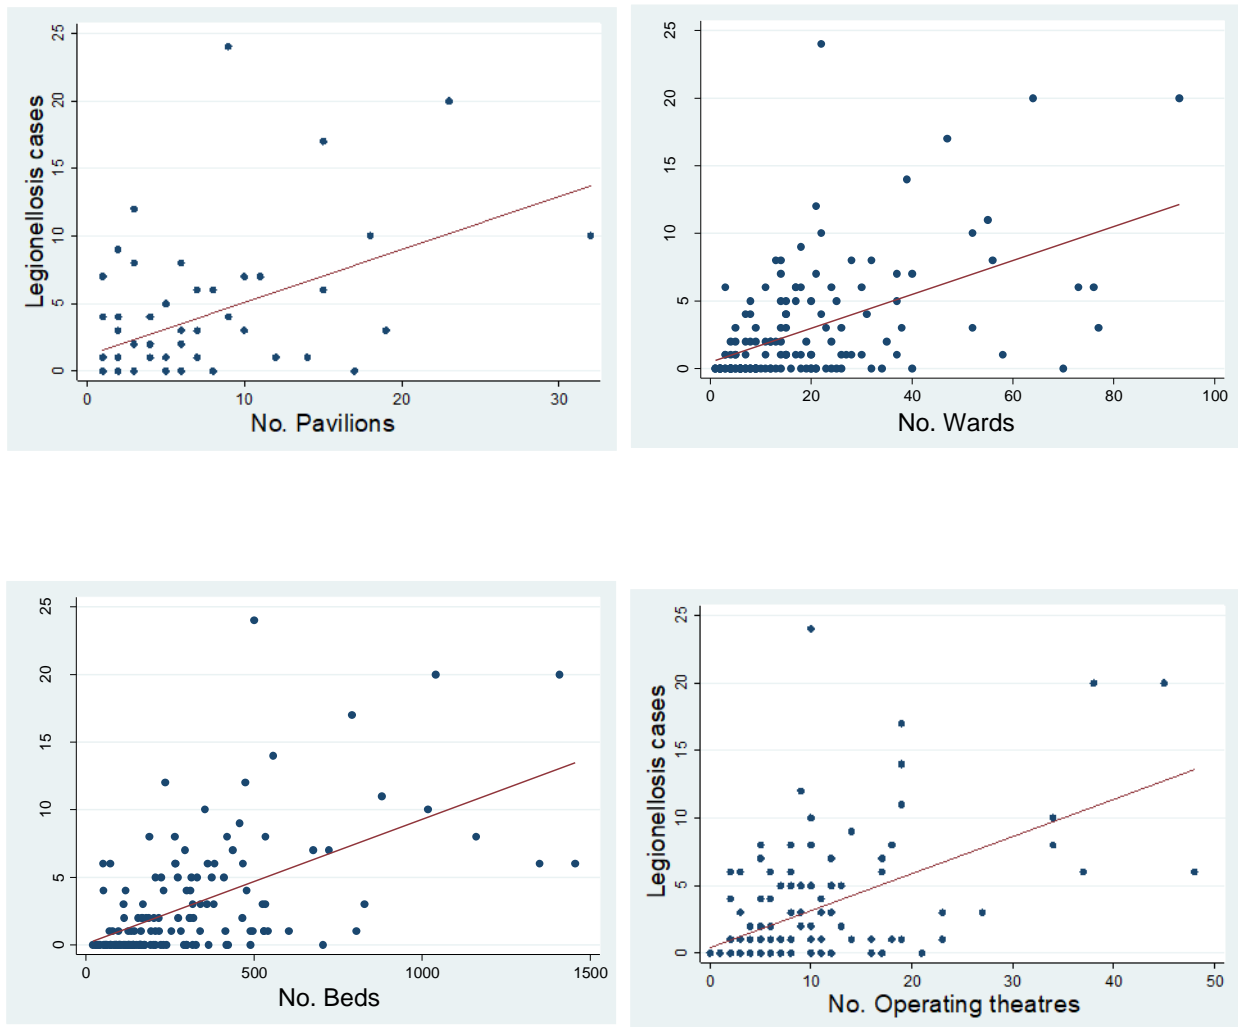 25
20
15
10
5
0
Legionellosis cases
0 10 20 30
No. Pavilions
25
20
15
10
5
0
0 20 40 60 80 100
No. Wards
25
20
15
10
5
0
0 500 1000 1500
No. Beds
25
20
15
10
5
0
Legionellosis cases
0 10 20 30 40 50
No. Operating theatres